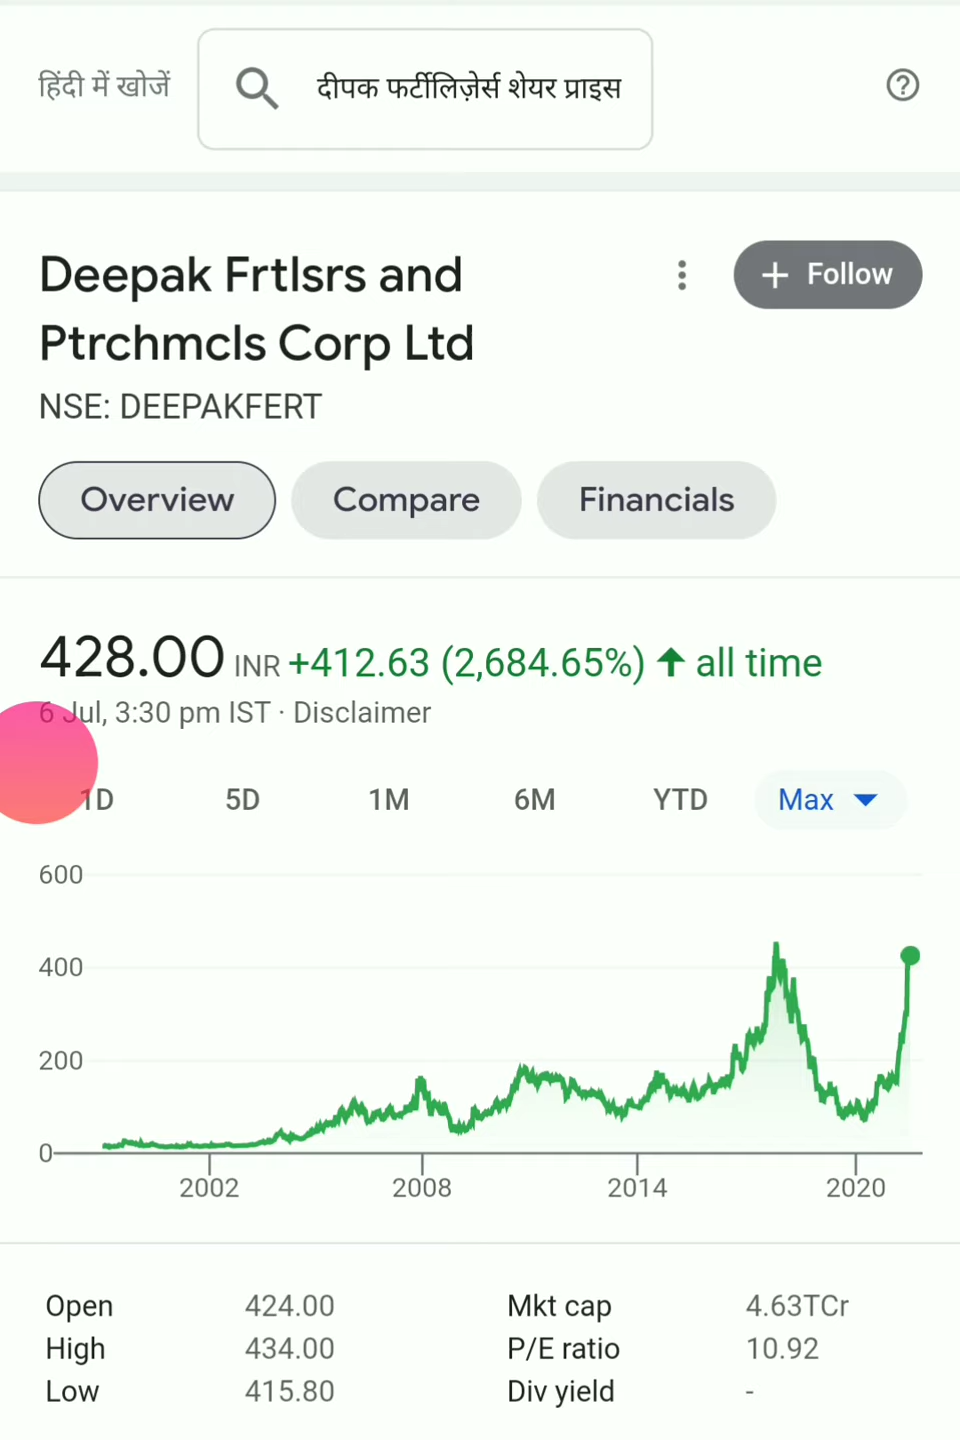 हिंदी में खोजें
दीपक फर्टीलिज़ेर्स शेयर प्राइस
Deepak Frtlsrs and
Ptrchmcls Corp Ltd
Follow
NSE: DEEPAKFERT
Overview Compare Financials
428.00 INR +412.63 (2,684.65%) ↑ all time
6 Jul, 3:30 pm IST · Disclaimer
1D 5D 1M 6M YTD Max
600
400
200
0
2002 2008 2014 2020
Open 424.00 Mkt cap 4.63TCr
High 434.00 P/E ratio 10.92
Low 415.80 Div yield -